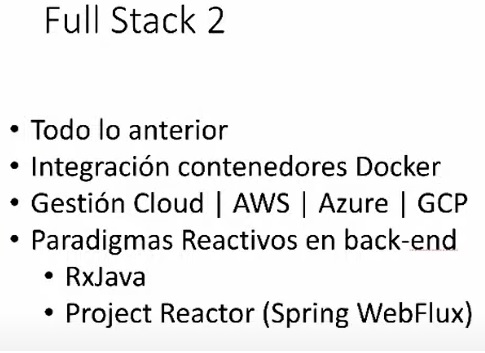 Full Stack 2
• Todo lo anterior
• Integración contenedores Docker
• Gestión Cloud | AWS | Azure | GCP
• Paradigmas Reactivos en back-end
• RxJava
• Project Reactor (Spring WebFlux)